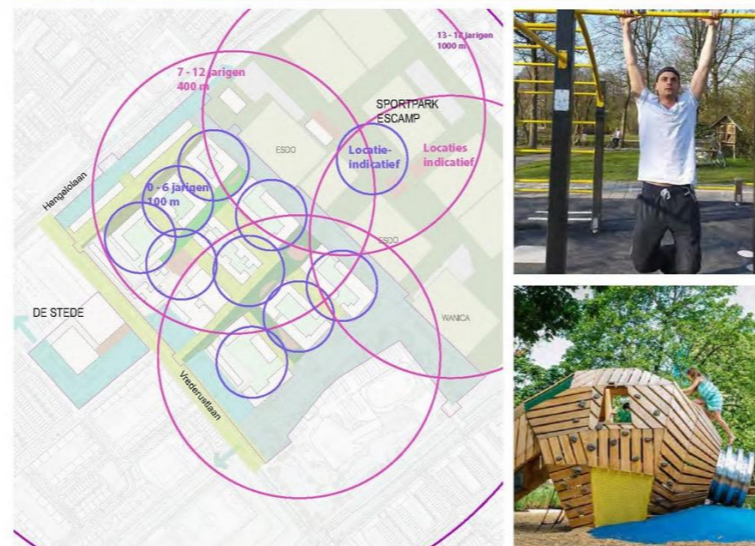 13 - 18 jarigen
1000 m
7 - 12 jarigen
400 m
SPORTPARK
ESCAMP
ESDO
Locatie-
indicatief
Locaties
indicatief
0 - 6 jarigen
100 m
Hengelolaan
ESDO
DE STEDE
WANICA
Vrederustlaan